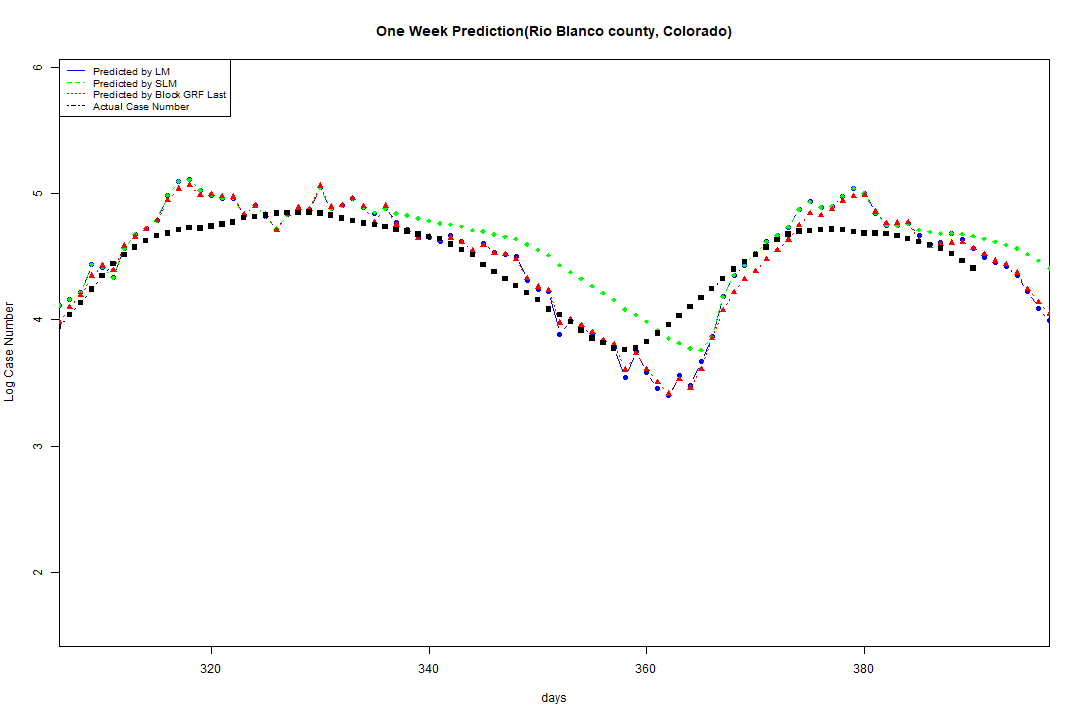 One Week Prediction(Rio Blanco county, Colorado)
Predicted by LM
Predicted by SLM
Predicted by Block GRF Last
Actual Case Number
6
5
4
3
2
Log Case Number
320
340
360
380
days